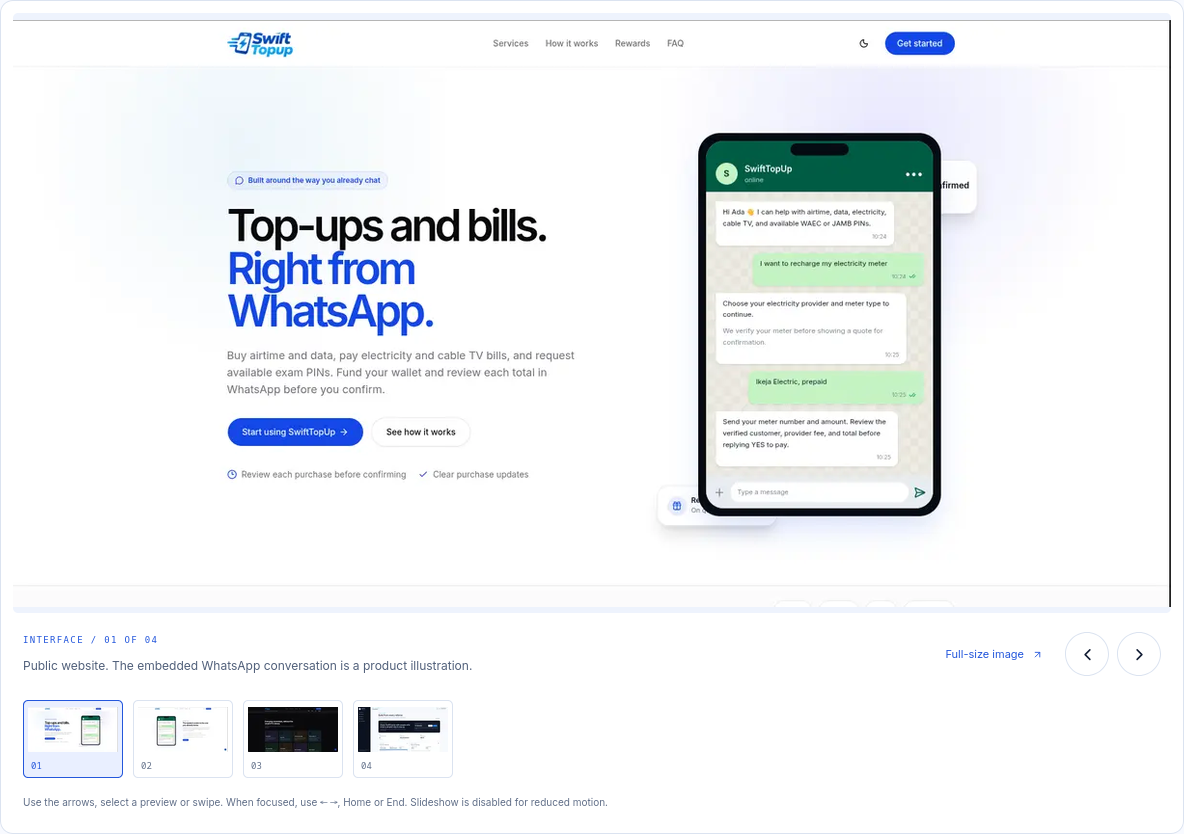 Swift
Topup
Services How it works Rewards FAQ
Get started
Built around the way you already chat
Top-ups and bills.
Right from
WhatsApp.
Buy airtime and data, pay electricity and cable TV bills, and request
available exam PINs. Fund your wallet and review each total in
WhatsApp before you confirm.
Start using SwiftTopUp →
See how it works
Review each purchase before confirming
Clear purchase updates
S
SwiftTopUp
online
Hi Ada 👋 I can help with airtime, data, electricity,
cable TV, and available WAEC or JAMB PINs.
10:24
I want to recharge my electricity meter
10:24
Choose your electricity provider and meter type to
continue.
We verify your meter before showing a quote for
confirmation.
10:25
Ikeja Electric, prepaid
10:25
Send your meter number and amount. Review the
verified customer, provider fee, and total before
replying YES to pay.
10:25
Type a message
INTERFACE / 01 OF 04
Public website. The embedded WhatsApp conversation is a product illustration.
Full-size image
Top-ups and bills.
Right from
WhatsApp.
01
02
03
04
Use the arrows, select a preview or swipe. When focused, use ←→, Home or End. Slideshow is disabled for reduced motion.